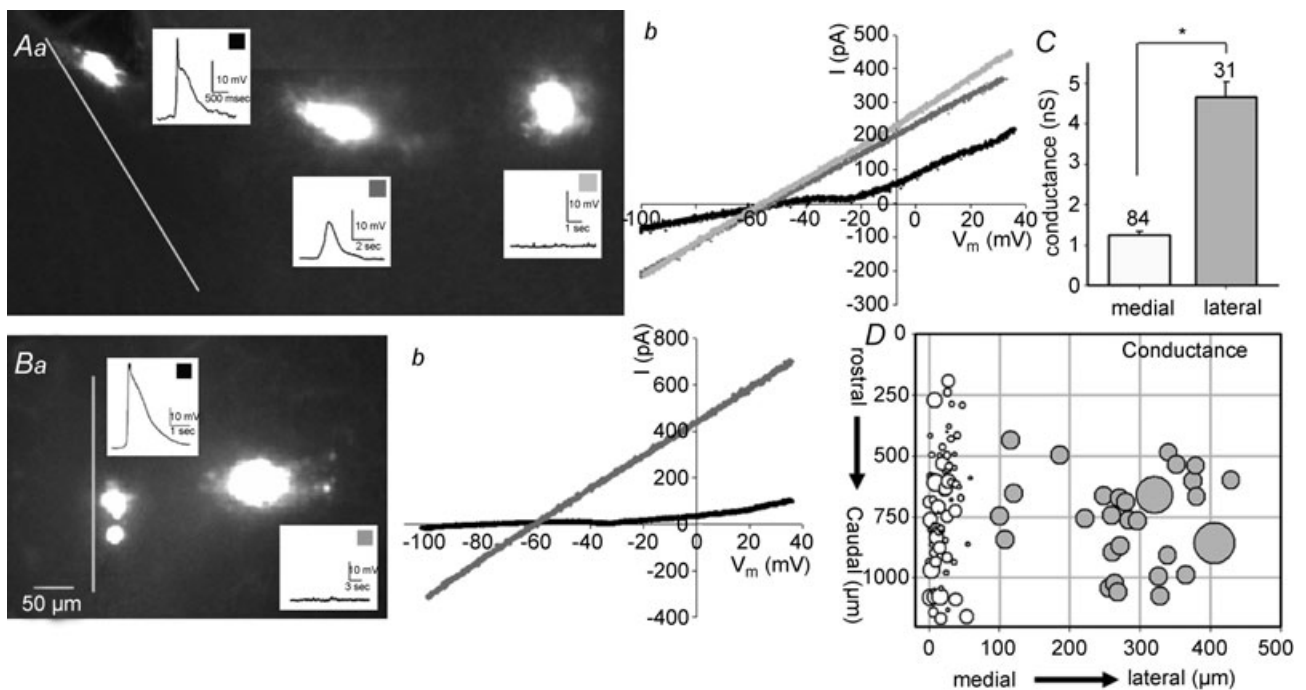 Aa
10 mV
500 msec
10 mV
2 sec
10 mV
1 sec
b
I (pA)
500
400
300
200
100
0
-100
-200
-300
-100
-80
-60
-40
-20
0
20
40
Vm (mV)
C
conductance (nS)
5
4
3
2
1
0
*
84
31
medial
lateral
Ba
10 mV
1 sec
10 mV
3 sec
50 µm
b
I (pA)
800
600
400
200
0
-200
-400
-100
-80
-60
-40
-20
0
20
40
Vm (mV)
D
Conductance
rostral
Caudal (µm)
0
250
500
750
1000
0
100
200
300
400
500
medial
lateral (µm)